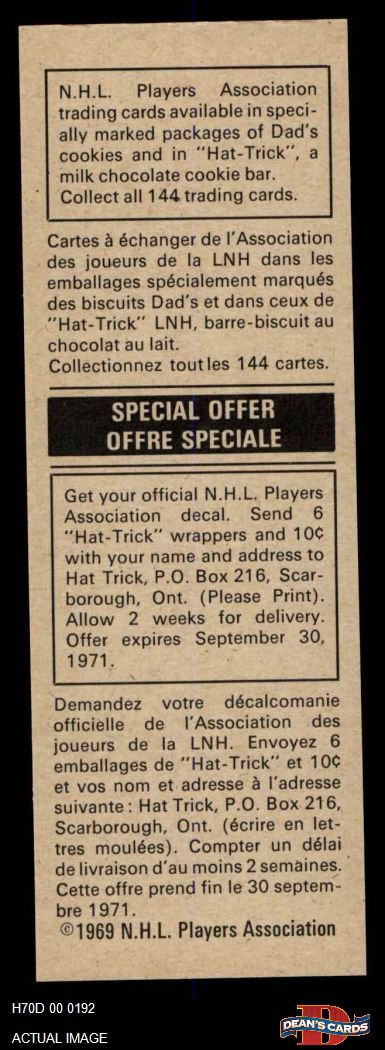 N.H.L. Players Association
trading cards available in speci-
ally marked packages of Dad's
cookies and in "Hat-Trick", a
milk chocolate cookie bar.
Collect all 144 trading cards.
Cartes à échanger de l'Association
des joueurs de la LNH dans les
emballages spécialement marqués
des biscuits Dad's et dans ceux de
"Hat-Trick" LNH, barre-biscuit au
chocolat au lait.
Collectionnez toutles 144 cartes.
SPECIAL OFFER
OFFRE SPECIALE
Get your official N.H.L. Players
Association decal. Send 6
"Hat-Trick" wrappers and 10¢
with your name and address to
Hat Trick, P.O. Box 216, Scar-
borough, Ont. (Please Print).
Allow 2 weeks for delivery.
Offer expires September 30,
1971.
Demandez votre décalcomanie
officielle de l'Association des
joueurs de la LNH. Envoyez 6
emballages de "Hat-Trick" et 10¢
et vos nom et adresse à l'adresse
suivante : Hat Trick, P.O. Box 216,
Scarborough, Ont. (écrire en let-
tres moulées). Compter un délai
de livraison d'au moins 2 semaines.
Cette offre prend fin le 30 septem-
bre 1971.
©1969 N.H.L. Players Association
H70D 00 0192
ACTUAL IMAGE
D
DEAN'S CARDS